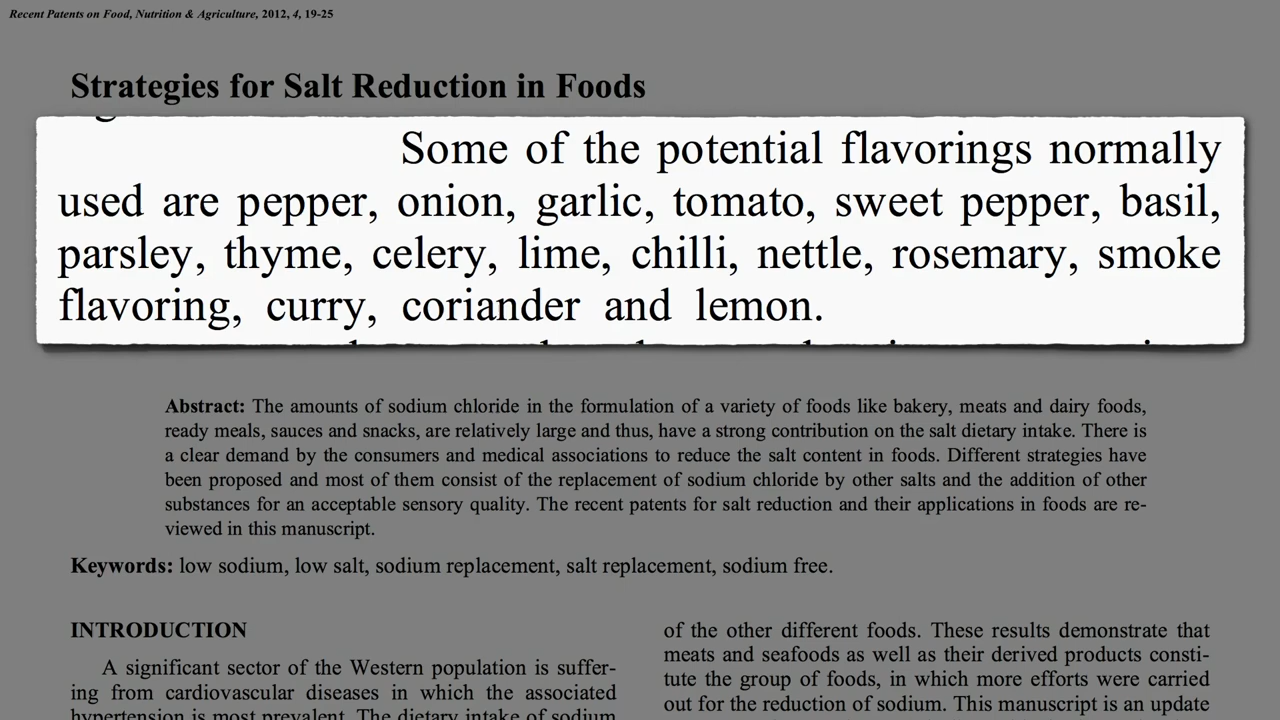 Recent Patents on Food, Nutrition & Agriculture, 2012, 4, 19-25
Strategies for Salt Reduction in Foods
Some of the potential flavorings normally
used are pepper, onion, garlic, tomato, sweet pepper, basil,
parsley, thyme, celery, lime, chilli, nettle, rosemary, smoke
flavoring, curry, coriander and lemon.
Abstract: The amounts of sodium chloride in the formulation of a variety of foods like bakery, meats and dairy foods,
ready meals, sauces and snacks, are relatively large and thus, have a strong contribution on the salt dietary intake. There is
a clear demand by the consumers and medical associations to reduce the salt content in foods. Different strategies have
been proposed and most of them consist of the replacement of sodium chloride by other salts and the addition of other
substances for an acceptable sensory quality. The recent patents for salt reduction and their applications in foods are re-
viewed in this manuscript.
Keywords: low sodium, low salt, sodium replacement, salt replacement, sodium free.
INTRODUCTION
A significant sector of the Western population is suffer-
ing from cardiovascular diseases in which the associated
hypertension is most prevalent. The dietary intake of sodium
of the other different foods. These results demonstrate that
meats and seafoods as well as their derived products consti-
tute the group of foods, in which more efforts were carried
out for the reduction of sodium. This manuscript is an update